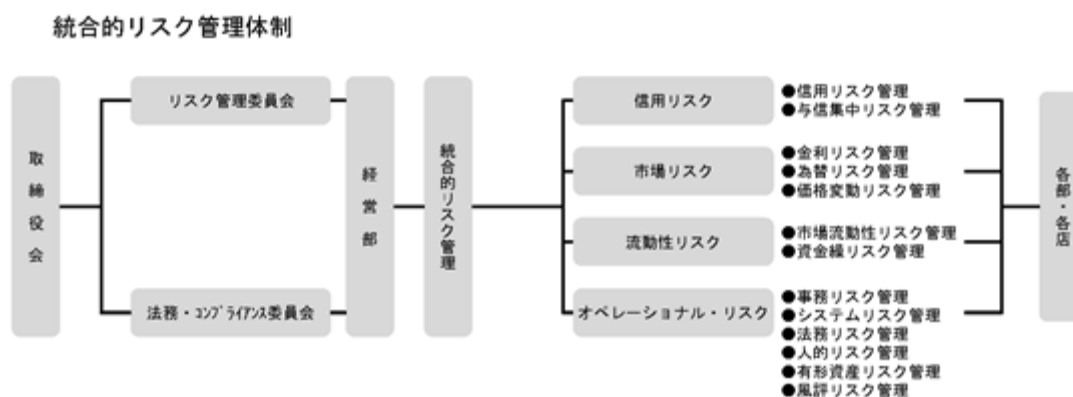 統合的リスク管理体制
取締役会
リスク管理委員会
法務・ｺﾝﾌﾟﾗｲｱﾝｽ委員会
経営部
統合的リスク管理
信用リスク
●信用リスク管理
●与信集中リスク管理
市場リスク
●金利リスク管理
●為替リスク管理
●価格変動リスク管理
流動性リスク
●市場流動性リスク管理
●資金繰リスク管理
オペレーショナル・リスク
●事務リスク管理
●システムリスク管理
●法務リスク管理
●人的リスク管理
●有形資産リスク管理
●風評リスク管理
各部・各店